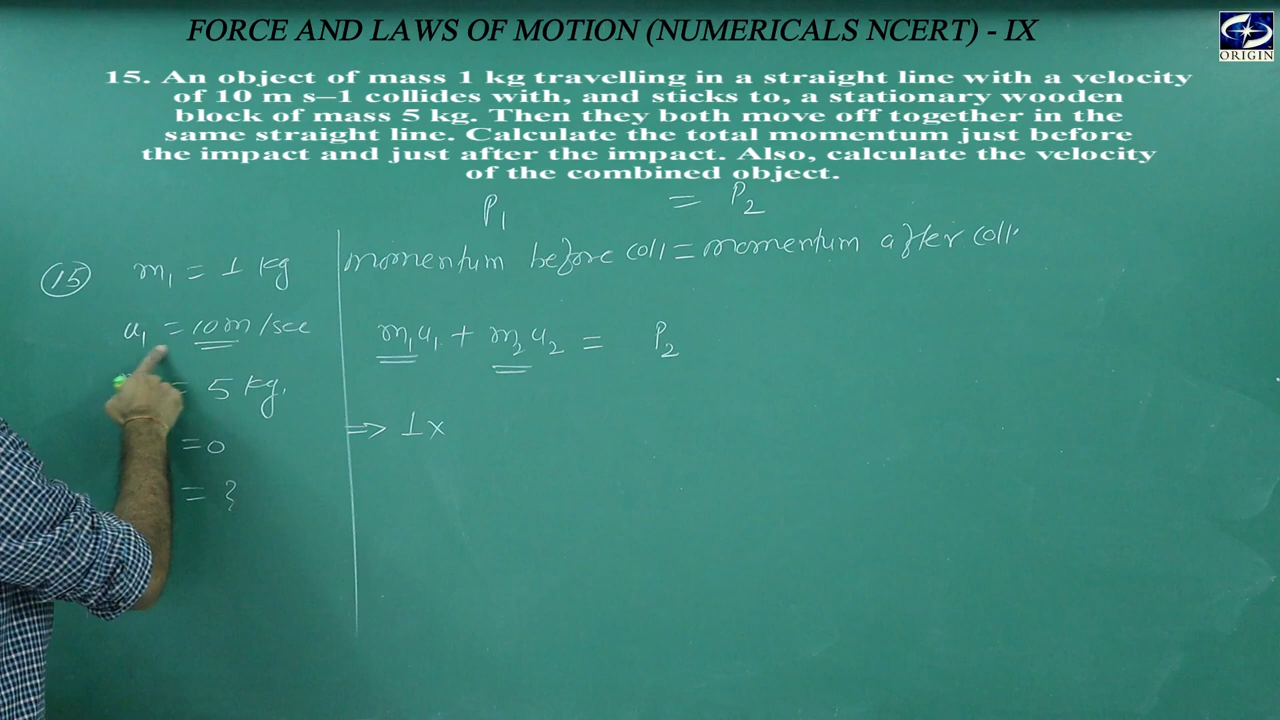 FORCE AND LAWS OF MOTION (NUMERICALS NCERT) - IX
ORIGIN
15. An object of mass 1 kg travelling in a straight line with a velocity
of 10 m s–1 collides with, and sticks to, a stationary wooden
block of mass 5 kg. Then they both move off together in the
same straight line. Calculate the total momentum just before
the impact and just after the impact. Also, calculate the velocity
of the combined object.
P₁ = P₂
momentum before coll = momentum after coll'
(15) m₁ = 1 kg
u₁ = 10m/sec
= 5 kg.
= 0
= ?
m₁u₁ + m₂u₂ = P₂
⇒ 1 x